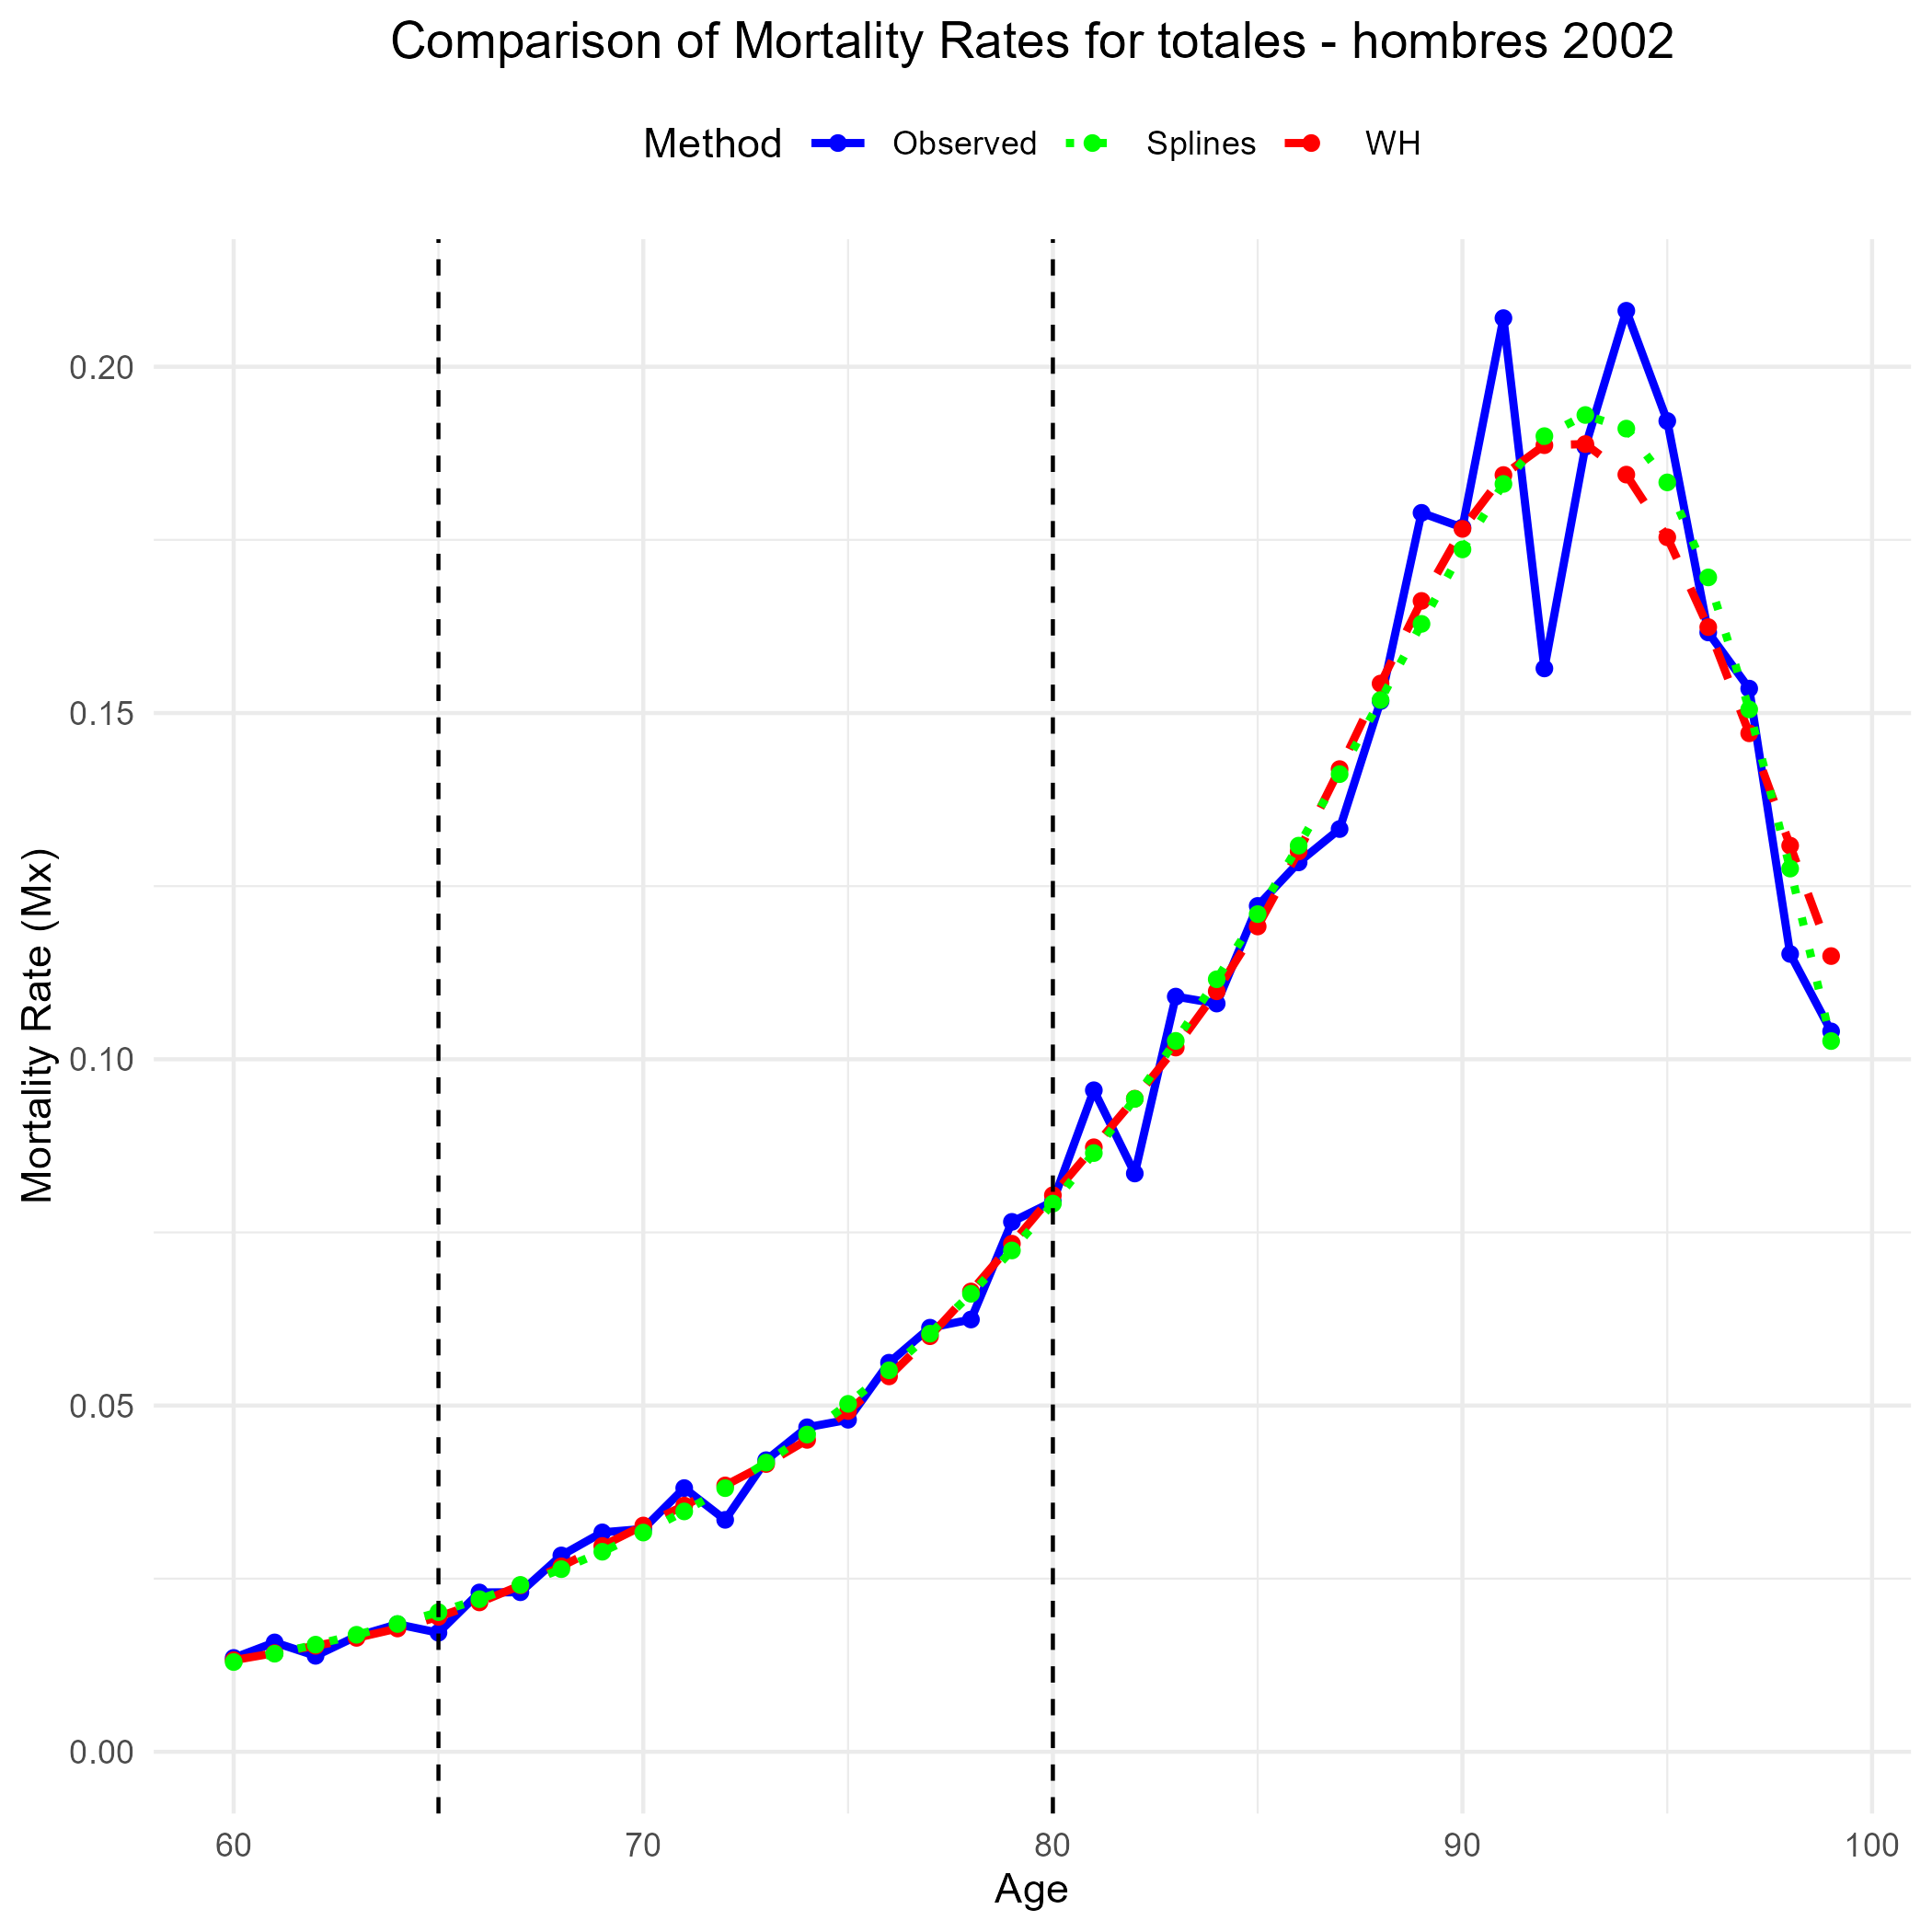 Comparison of Mortality Rates for totales - hombres 2002
Method Observed Splines WH
Mortality Rate (Mx)
0.20
0.15
0.10
0.05
0.00
60 70 80 90 100
Age